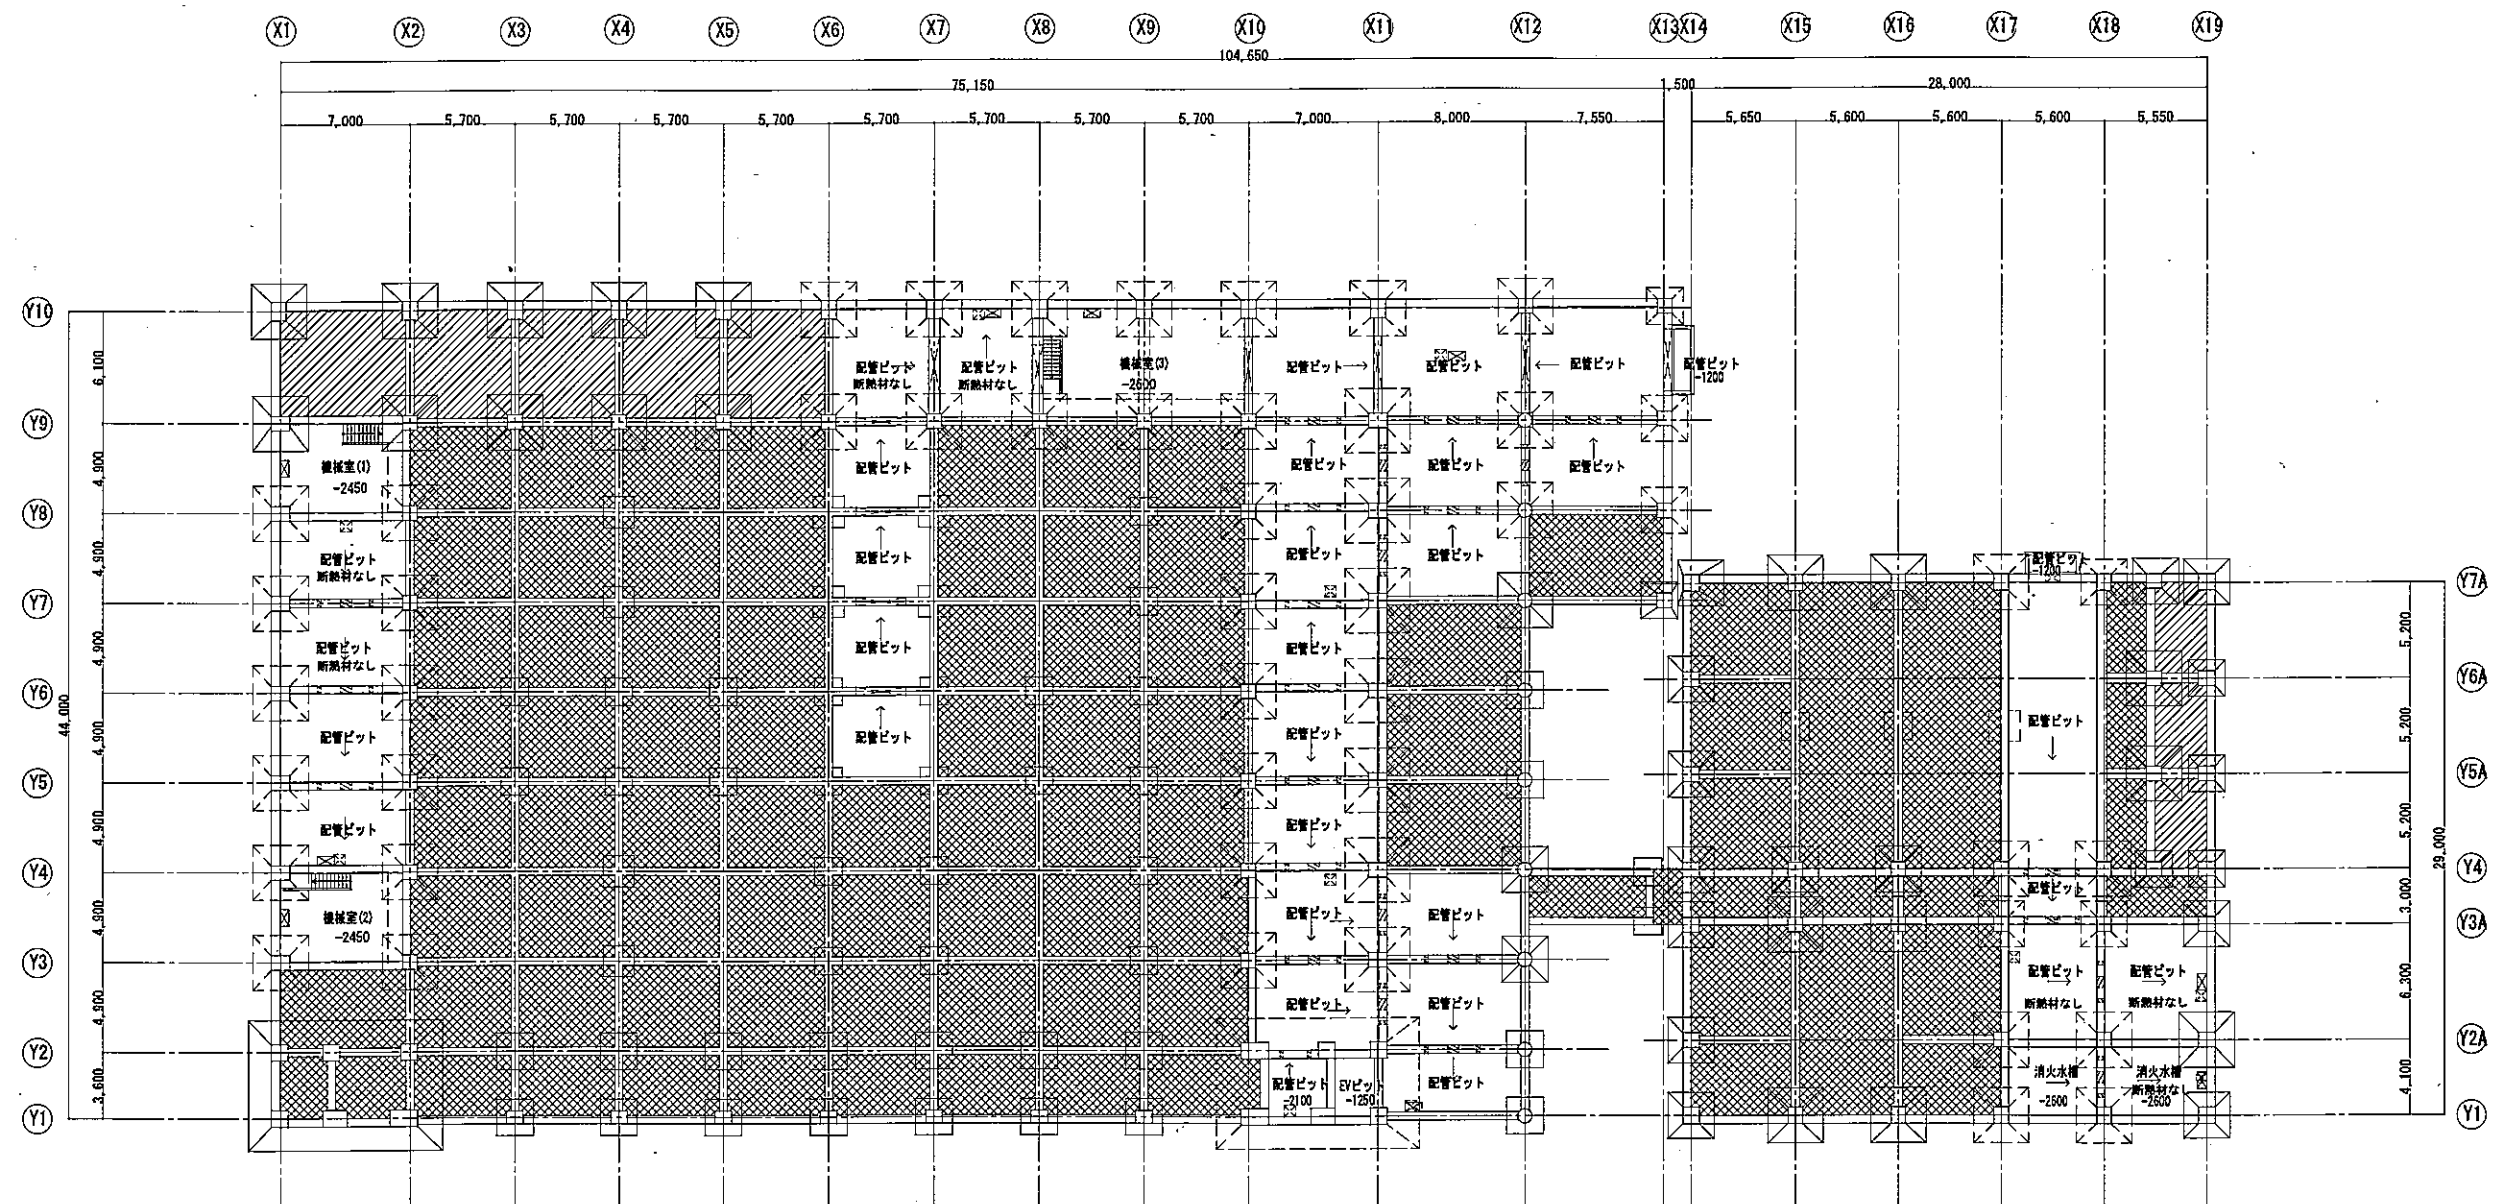 X1 X2 X3 X4 X5 X6 X7 X8 X9 X10 X11 X12 X13 X14 X15 X16 X17 X18 X19
104,650
75,150 1,500 28,000
7,000 5,700 5,700 5,700 5,700 5,700 5,700 5,700 5,700 7,000 8,000 7,550 5,650 5,600 5,600 5,600 5,550
Y10
6,100
配管ピット 配管ピット 機械室(3) 配管ピット 配管ピット 配管ピット 配管ピット
断熱材なし 断熱材なし -2600 -1200
Y9
4,900
機械室(1) 配管ピット 配管ピット 配管ピット 配管ピット
-2450
Y8
4,900
配管ピット 配管ピット 配管ピット 配管ピット 配管ピット
断熱材なし -1200
Y7 Y7A
4,900 5,200
配管ピット 配管ピット 配管ピット
断熱材なし
Y6 Y6A
44,000
4,900 5,200
配管ピット 配管ピット 配管ピット 配管ピット
Y5 Y5A
4,900 5,200
配管ピット 配管ピット
29,000
Y4 Y4
4,900 3,000
機械室(2) 配管ピット 配管ピット 配管ピット
-2450
Y3 Y3A
4,900 6,300
配管ピット 配管ピット 配管ピット 配管ピット
断熱材なし 断熱材なし
Y2 Y2A
3,600 4,100
配管ピット EVピット 配管ピット 消火水槽 消火水槽
断熱材なし
-2100 -1250 -2600 -2600
Y1 Y1